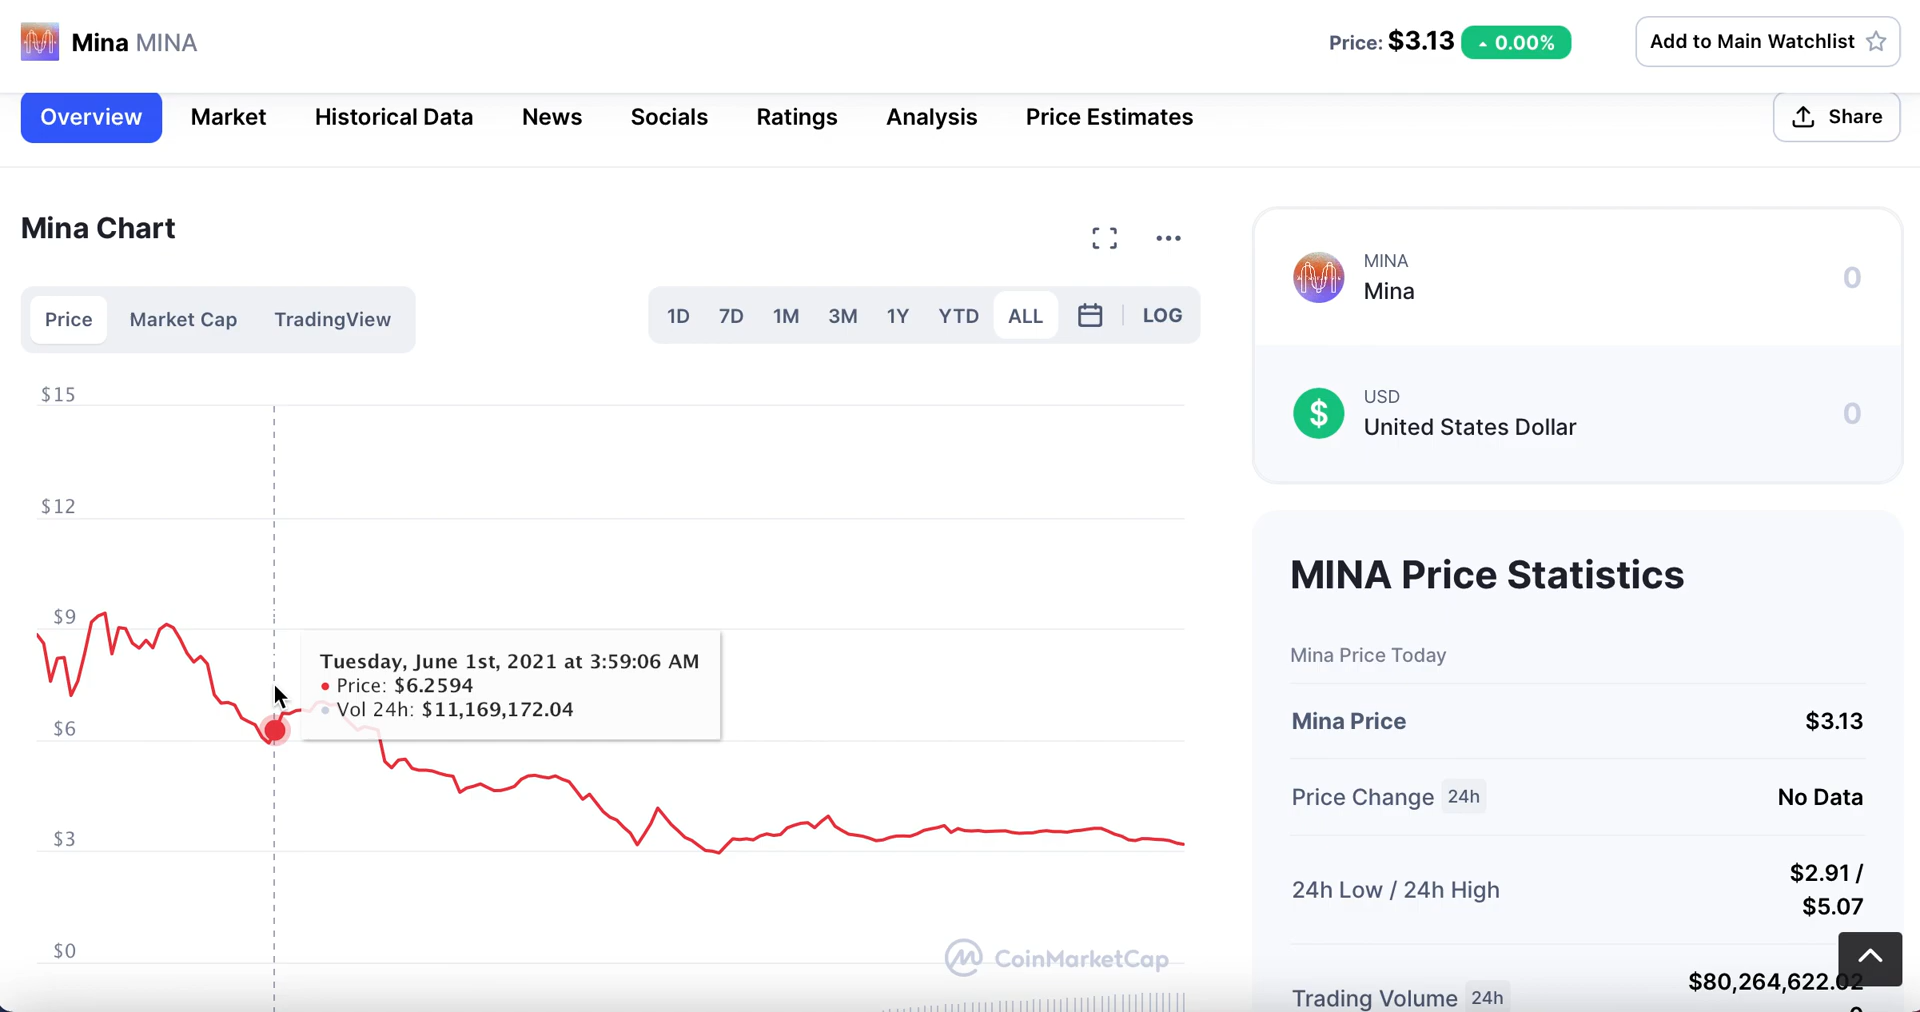 Mina MINA
Price: $3.13 0.00%
Add to Main Watchlist
Overview Market Historical Data News Socials Ratings Analysis Price Estimates
Share
Mina Chart
Price Market Cap TradingView
1D 7D 1M 3M 1Y YTD ALL LOG
$15
$12
$9
$6
$3
$0
Tuesday, June 1st, 2021 at 3:59:06 AM
Price: $6.2594
Vol 24h: $11,169,172.04
CoinMarketCap
MINA
Mina 0
USD
United States Dollar 0
MINA Price Statistics
Mina Price Today
Mina Price $3.13
Price Change 24h No Data
24h Low / 24h High $2.91 /
$5.07
Trading Volume 24h $80,264,622.02